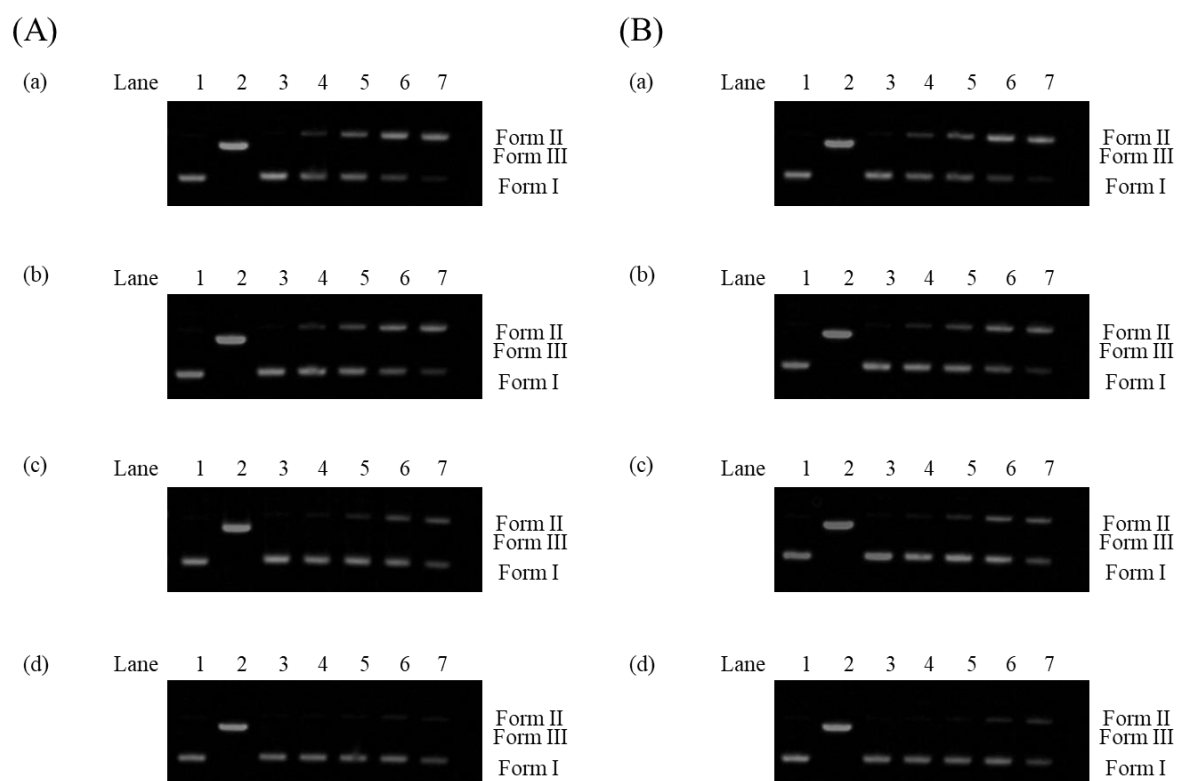 (A)
(a) Lane 1 2 3 4 5 6 7
Form II
Form III
Form I
(b) Lane 1 2 3 4 5 6 7
Form II
Form III
Form I
(c) Lane 1 2 3 4 5 6 7
Form II
Form III
Form I
(d) Lane 1 2 3 4 5 6 7
Form II
Form III
Form I
(B)
(a) Lane 1 2 3 4 5 6 7
Form II
Form III
Form I
(b) Lane 1 2 3 4 5 6 7
Form II
Form III
Form I
(c) Lane 1 2 3 4 5 6 7
Form II
Form III
Form I
(d) Lane 1 2 3 4 5 6 7
Form II
Form III
Form I